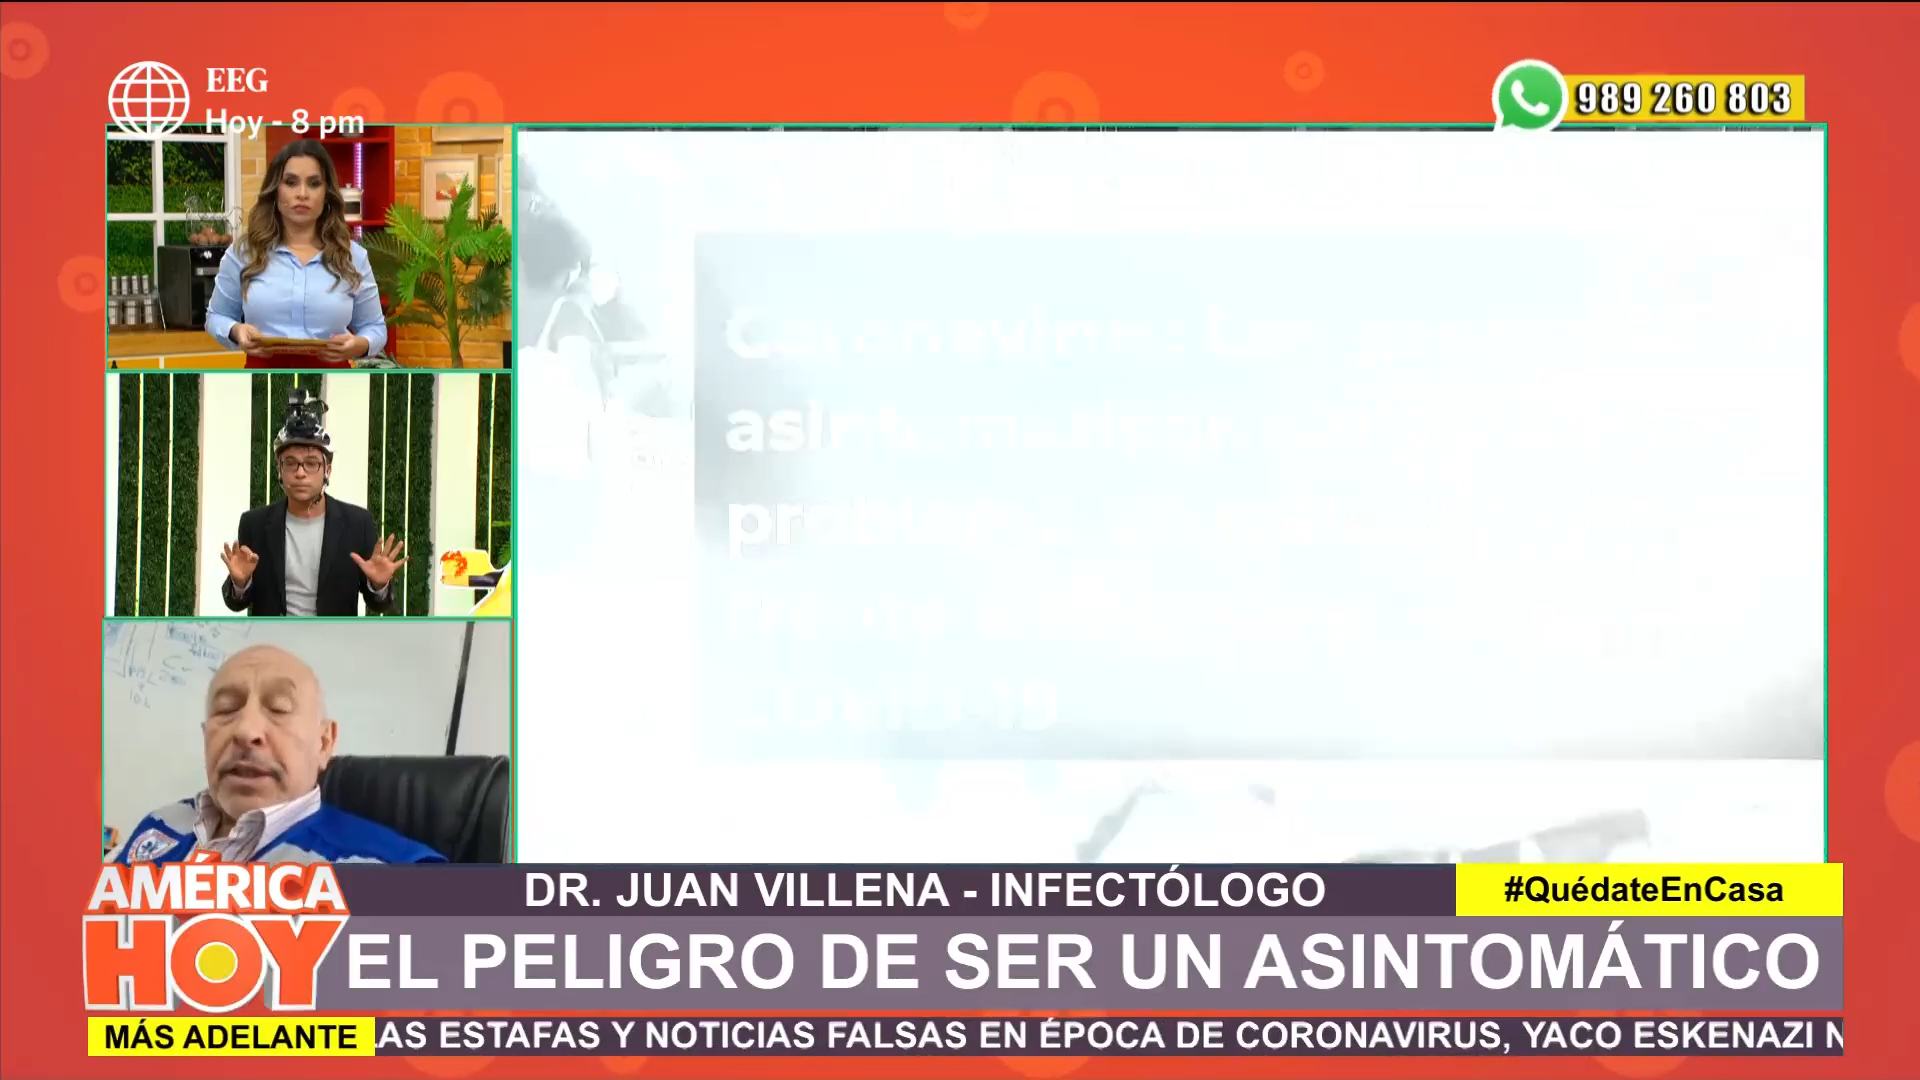 EEG
Hoy - 8 pm
989 260 803
DR. JUAN VILLENA - INFECTÓLOGO
#QuédateEnCasa
AMÉRICA
HOY
EL PELIGRO DE SER UN ASINTOMÁTICO
MÁS ADELANTE
LAS ESTAFAS Y NOTICIAS FALSAS EN ÉPOCA DE CORONAVIRUS, YACO ESKENAZI N